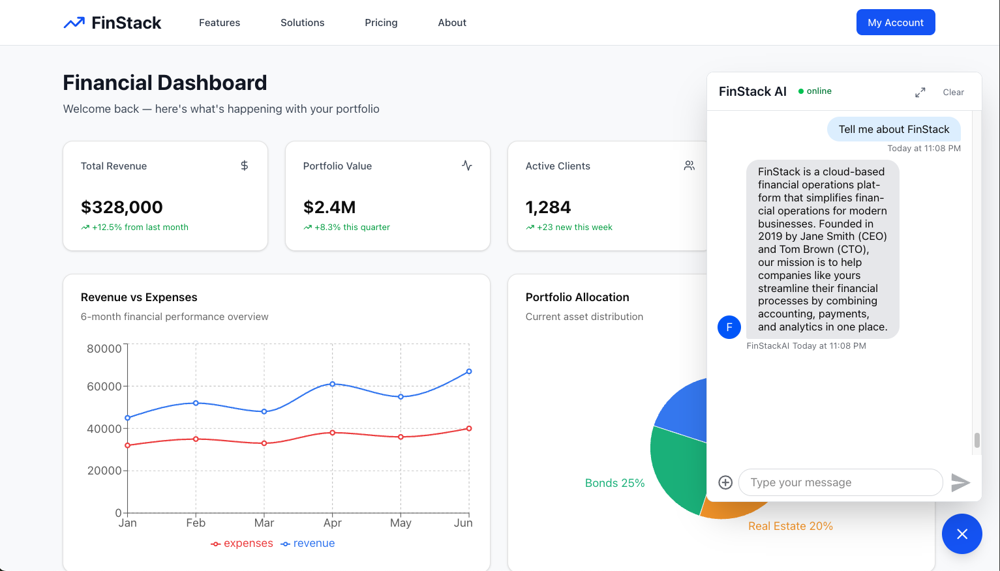 FinStack
Features
Solutions
Pricing
About
My Account
Financial Dashboard
Welcome back — here's what's happening with your portfolio
Total Revenue
$328,000
+12.5% from last month
Portfolio Value
$2.4M
+8.3% this quarter
Active Clients
1,284
+23 new this week
Revenue vs Expenses
6-month financial performance overview
80000
60000
40000
20000
0
Jan
Feb
Mar
Apr
May
Jun
expenses
revenue
Portfolio Allocation
Current asset distribution
Bonds 25%
Real Estate 20%
FinStack AI
online
Clear
Tell me about FinStack
Today at 11:08 PM
FinStack is a cloud-based
financial operations plat-
form that simplifies finan-
cial operations for modern
businesses. Founded in
2019 by Jane Smith (CEO)
and Tom Brown (CTO),
our mission is to help
companies like yours
streamline their financial
processes by combining
accounting, payments,
and analytics in one place.
F
FinStackAI Today at 11:08 PM
Type your message